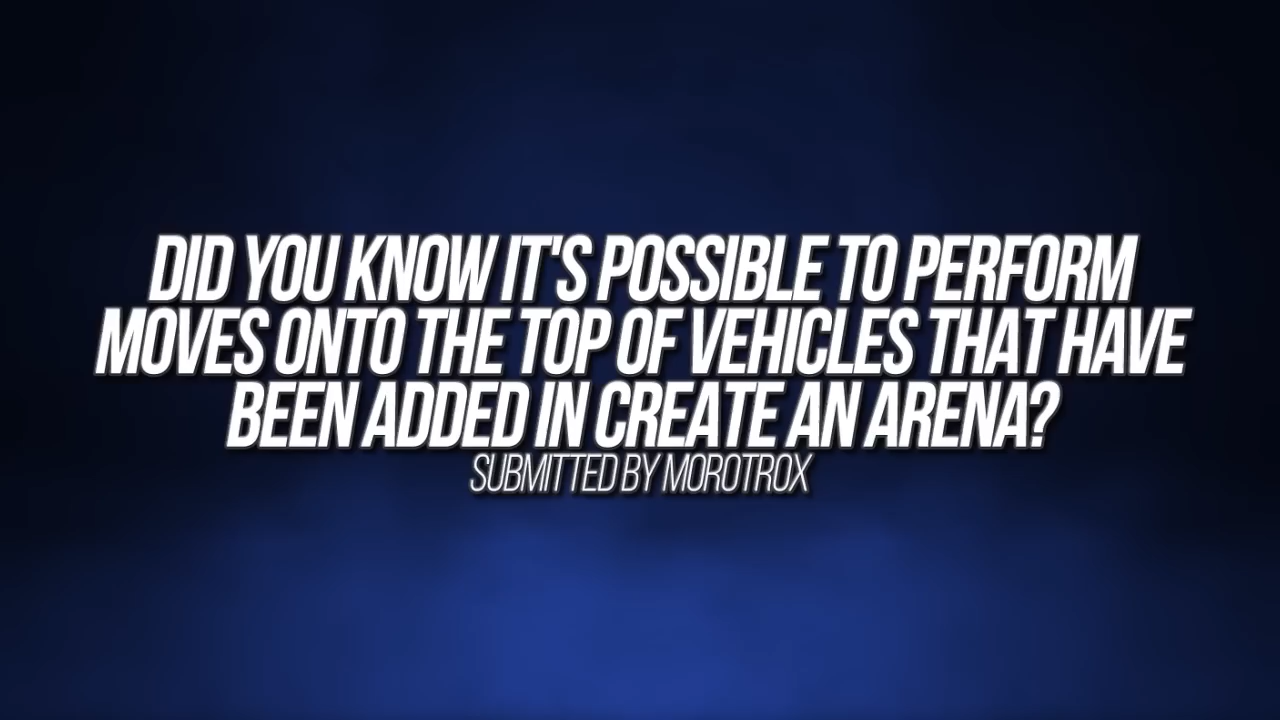 DID YOU KNOW IT'S POSSIBLE TO PERFORM
MOVES ONTO THE TOP OF VEHICLES THAT HAVE
BEEN ADDED IN CREATE AN ARENA?
SUBMITTED BY MOROTROX